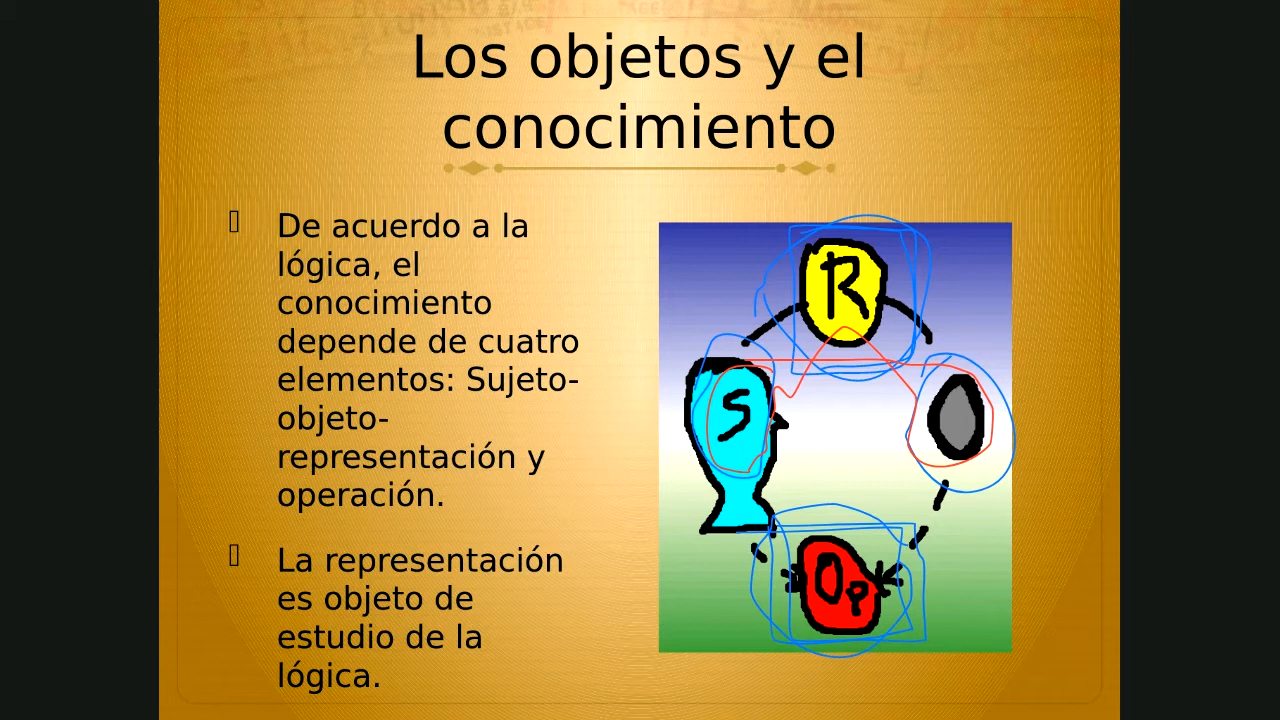 Los objetos y el
conocimiento
De acuerdo a la
lógica, el
conocimiento
depende de cuatro
elementos: Sujeto-
objeto-
representación y
operación.
La representación
es objeto de
estudio de la
lógica.
R
S
Op